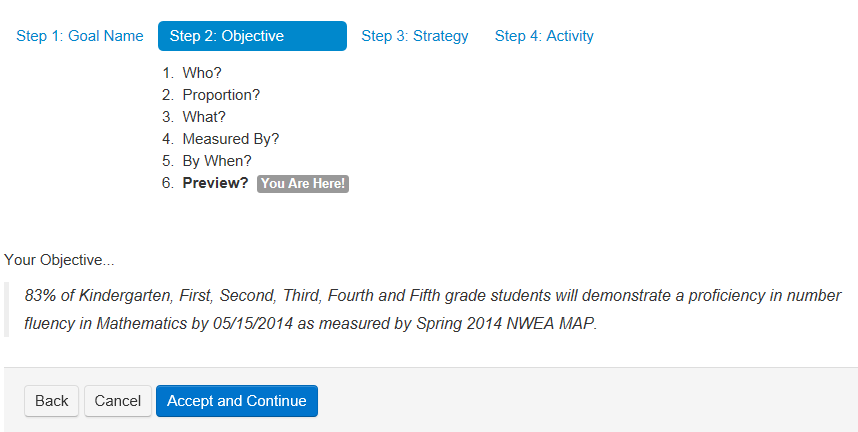 Step 1: Goal Name Step 2: Objective Step 3: Strategy Step 4: Activity
1. Who?
2. Proportion?
3. What?
4. Measured By?
5. By When?
6. Preview? You Are Here!
Your Objective...
83% of Kindergarten, First, Second, Third, Fourth and Fifth grade students will demonstrate a proficiency in number
fluency in Mathematics by 05/15/2014 as measured by Spring 2014 NWEA MAP.
Back Cancel Accept and Continue